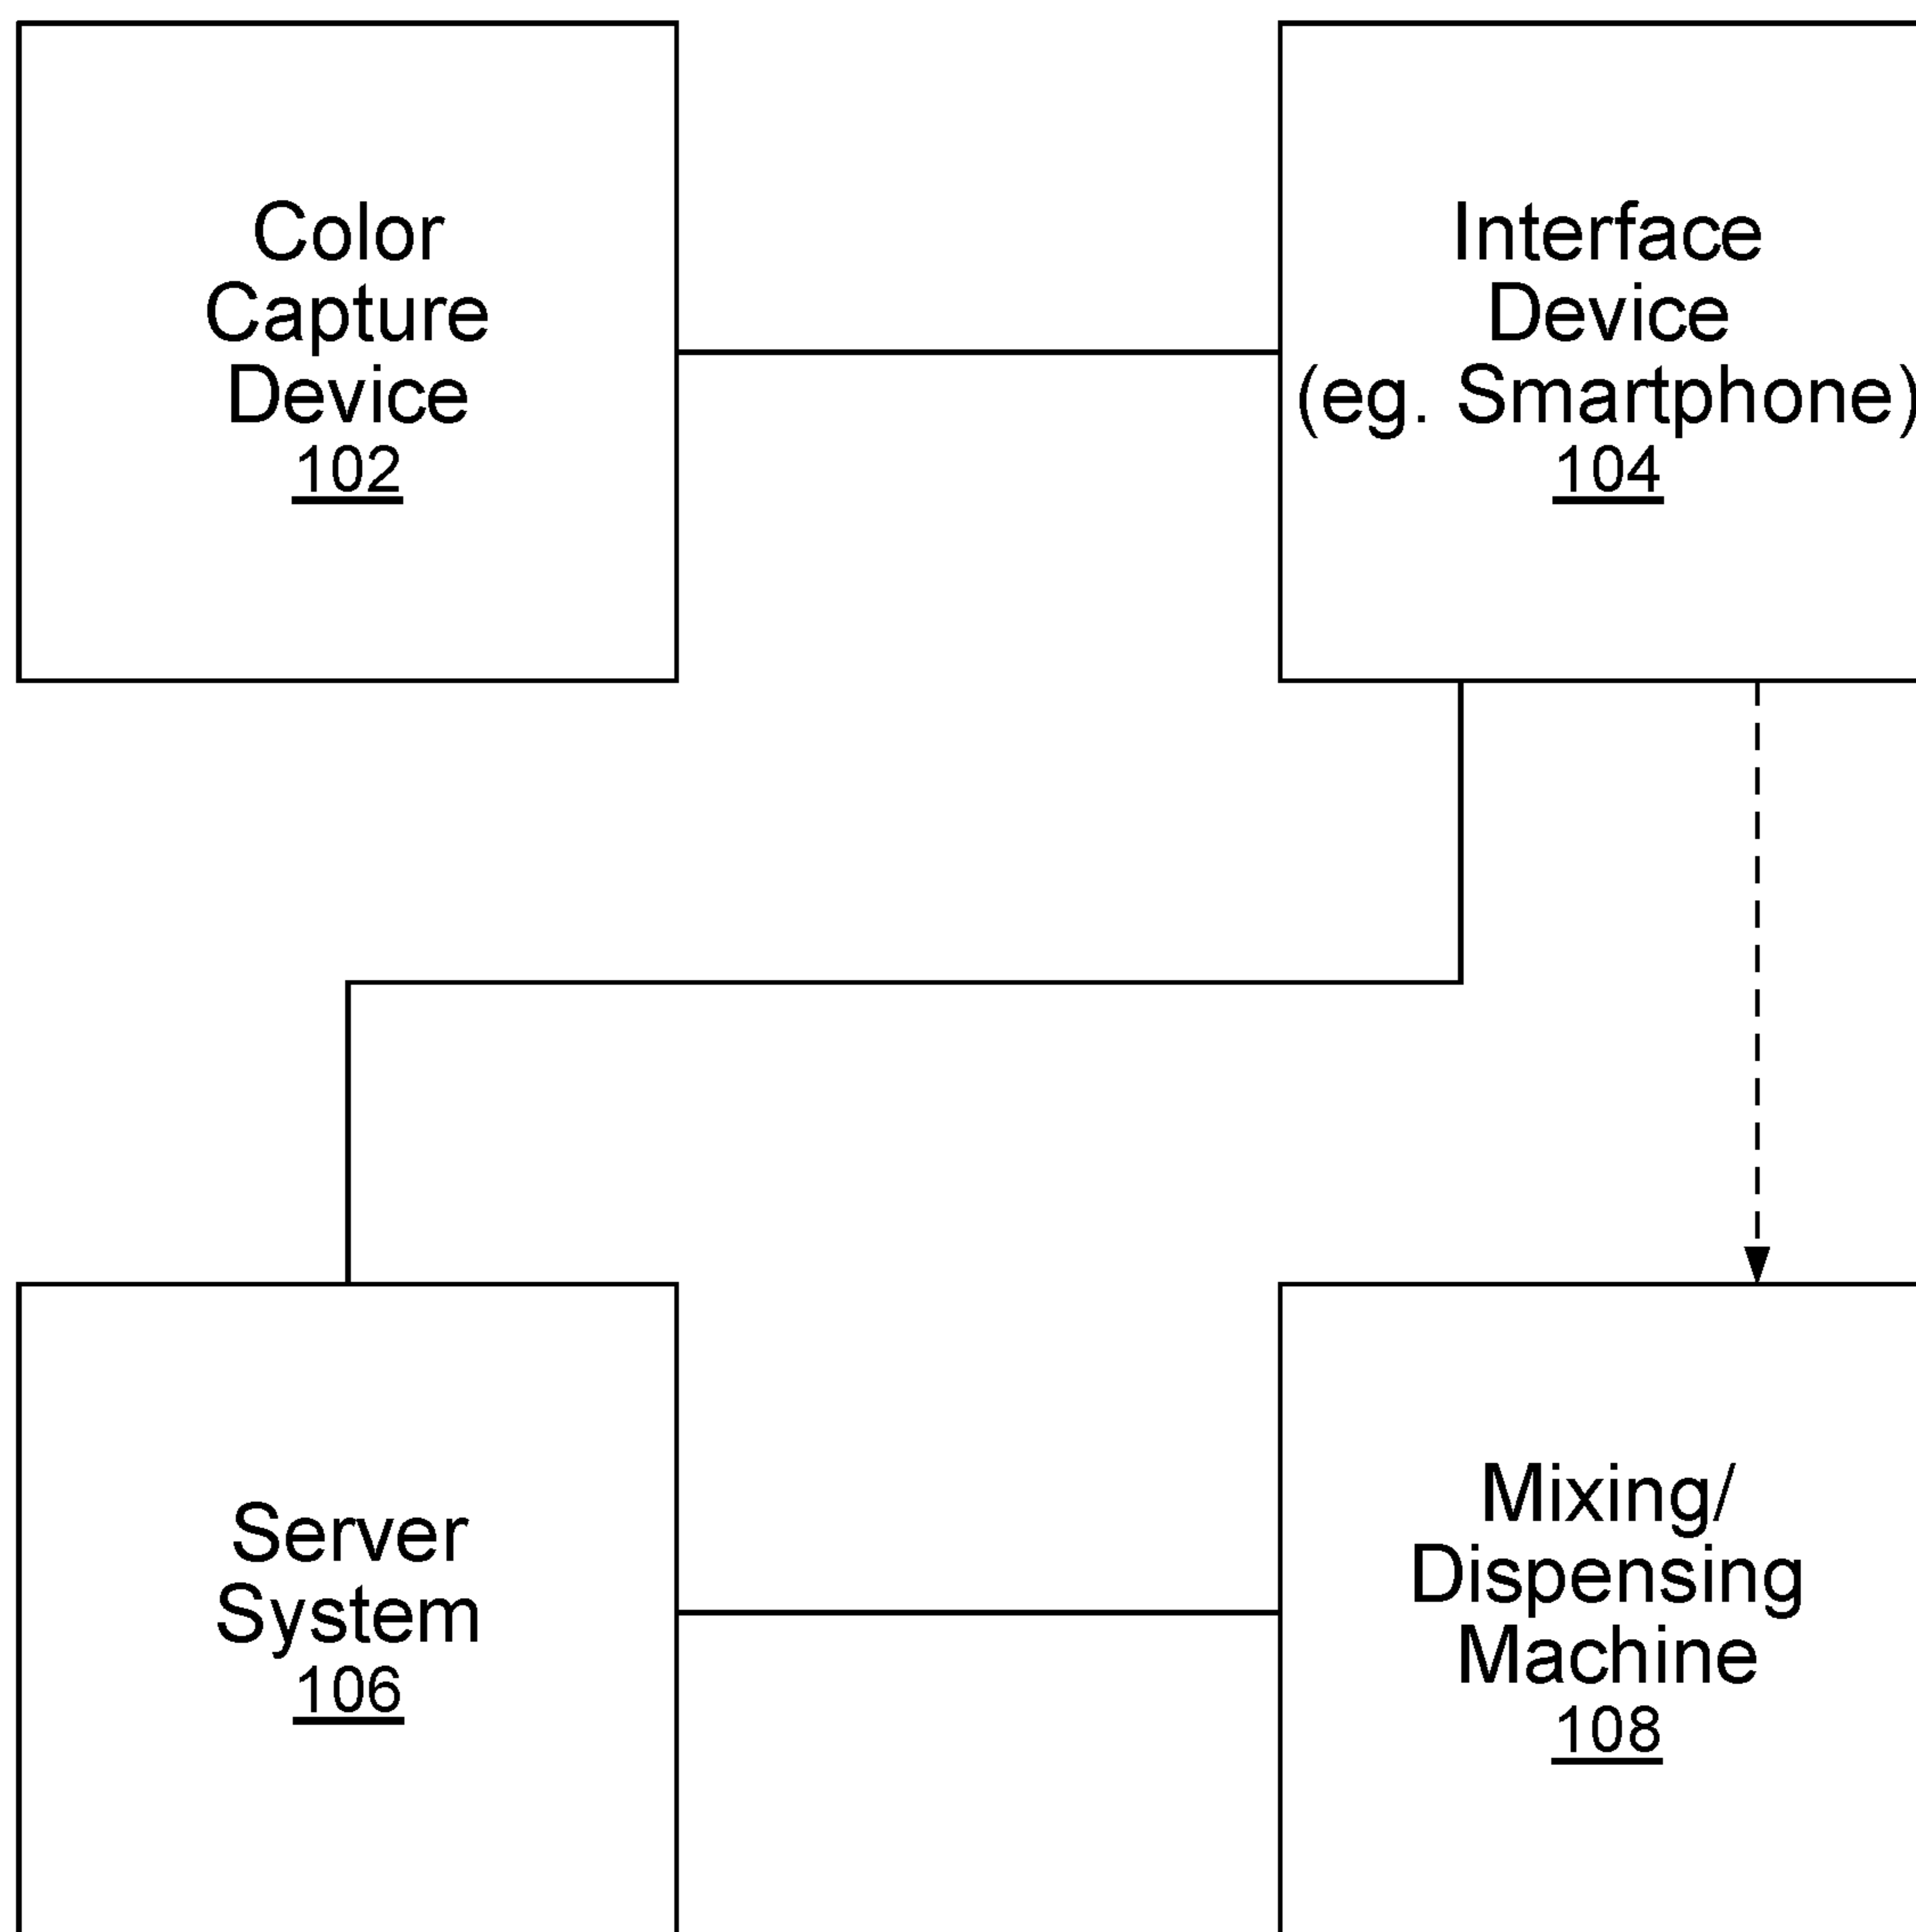 Color
Capture
Device
102
Interface
Device
(eg. Smartphone)
104
Server
System
106
Mixing/
Dispensing
Machine
108